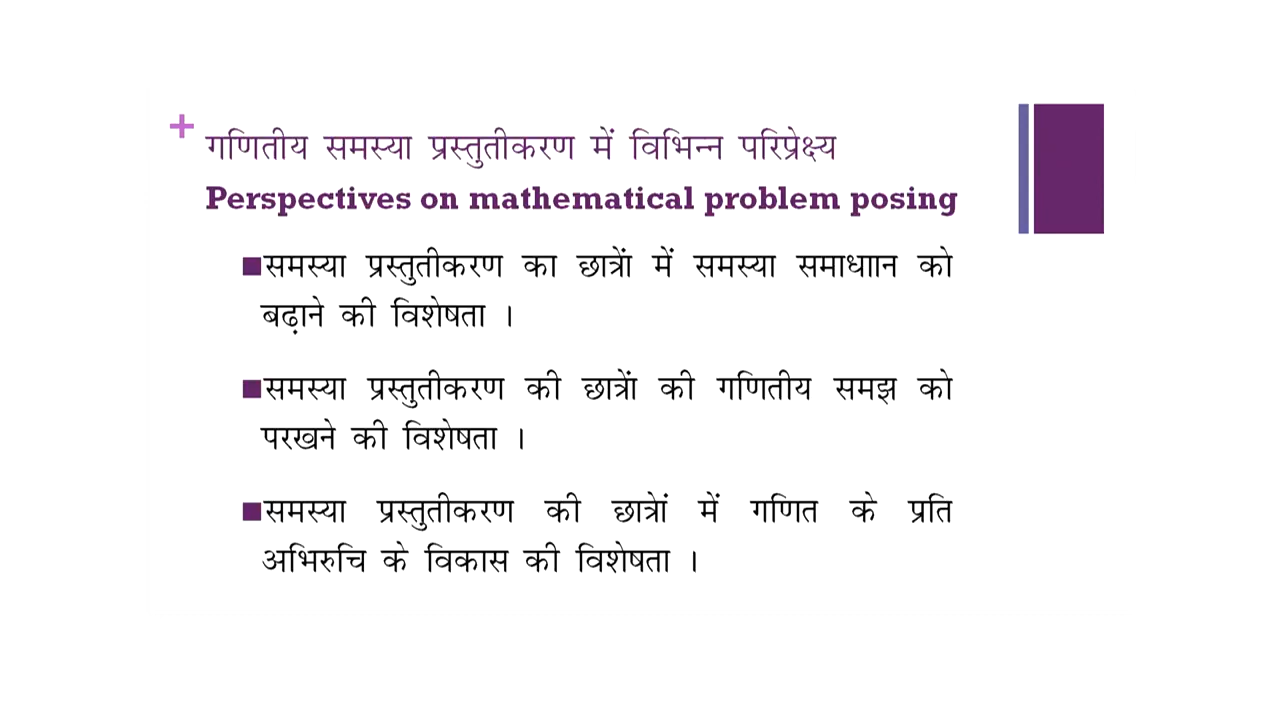 गणितीय समस्या प्रस्तुतीकरण में विभिन्न परिप्रेक्ष्य
Perspectives on mathematical problem posing
समस्या प्रस्तुतीकरण का छात्रों में समस्या समाधाान को
बढ़ाने की विशेषता ।
समस्या प्रस्तुतीकरण की छात्रों की गणितीय समझ को
परखने की विशेषता ।
समस्या प्रस्तुतीकरण की छात्रों में गणित के प्रति
अभिरुचि के विकास की विशेषता ।